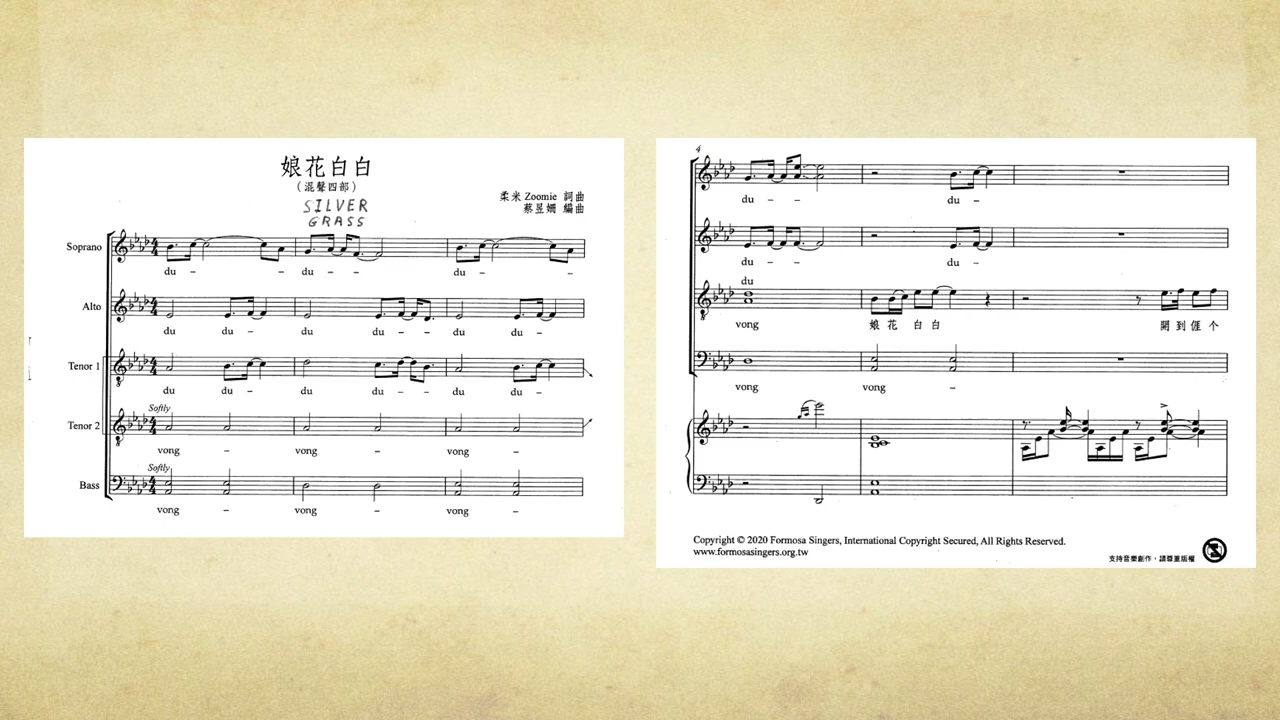 娘花白白
(混聲四部)
SILVER
GRASS
柔米 Zoomie 詞曲
蔡昱姍 編曲
Soprano
du - du - - du -
Alto
du du - du du - - du du -
Tenor 1
du du - du du - - du du -
Softly
Tenor 2
vong - vong - vong -
Softly
Bass
vong - vong - vong -
4
du - - du -
du - - du -
du
vong 娘花 白白 開到𠊎个
vong vong -
Copyright © 2020 Formosa Singers, International Copyright Secured, All Rights Reserved.
www.formosasingers.org.tw
支持音樂創作，請尊重版權